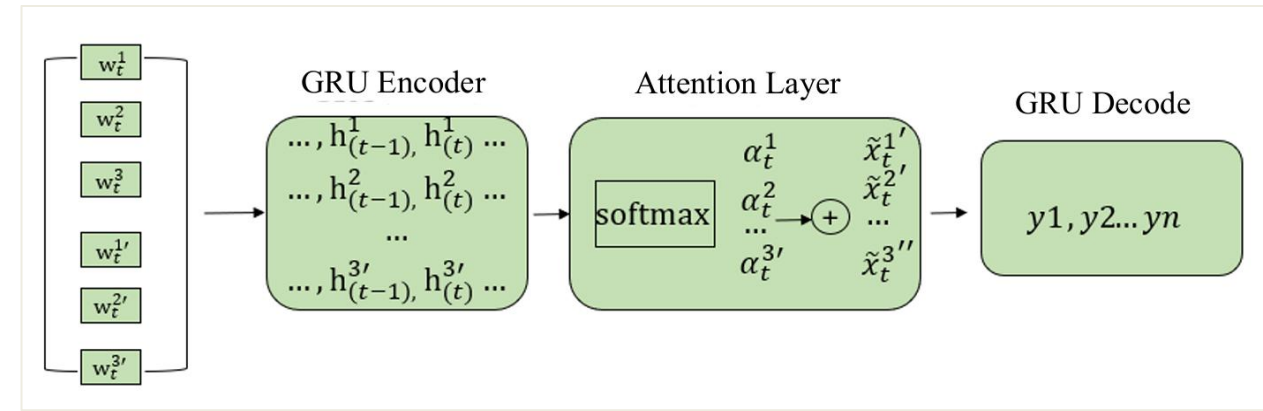 w_t^1
w_t^2
w_t^3
w_t^{1′}
w_t^{2′}
w_t^{3′}
GRU Encoder
..., h_{(t−1)}^1, h_{(t)}^1 ...
..., h_{(t−1)}^2, h_{(t)}^2 ...
...
..., h_{(t−1)}^{3′}, h_{(t)}^{3′} ...
Attention Layer
softmax
α_t^1
α_t^2
...
α_t^{3′}
+
x̃_t^{1′}
x̃_t^{2′}
...
x̃_t^{3′′}
GRU Decode
y1, y2... yn